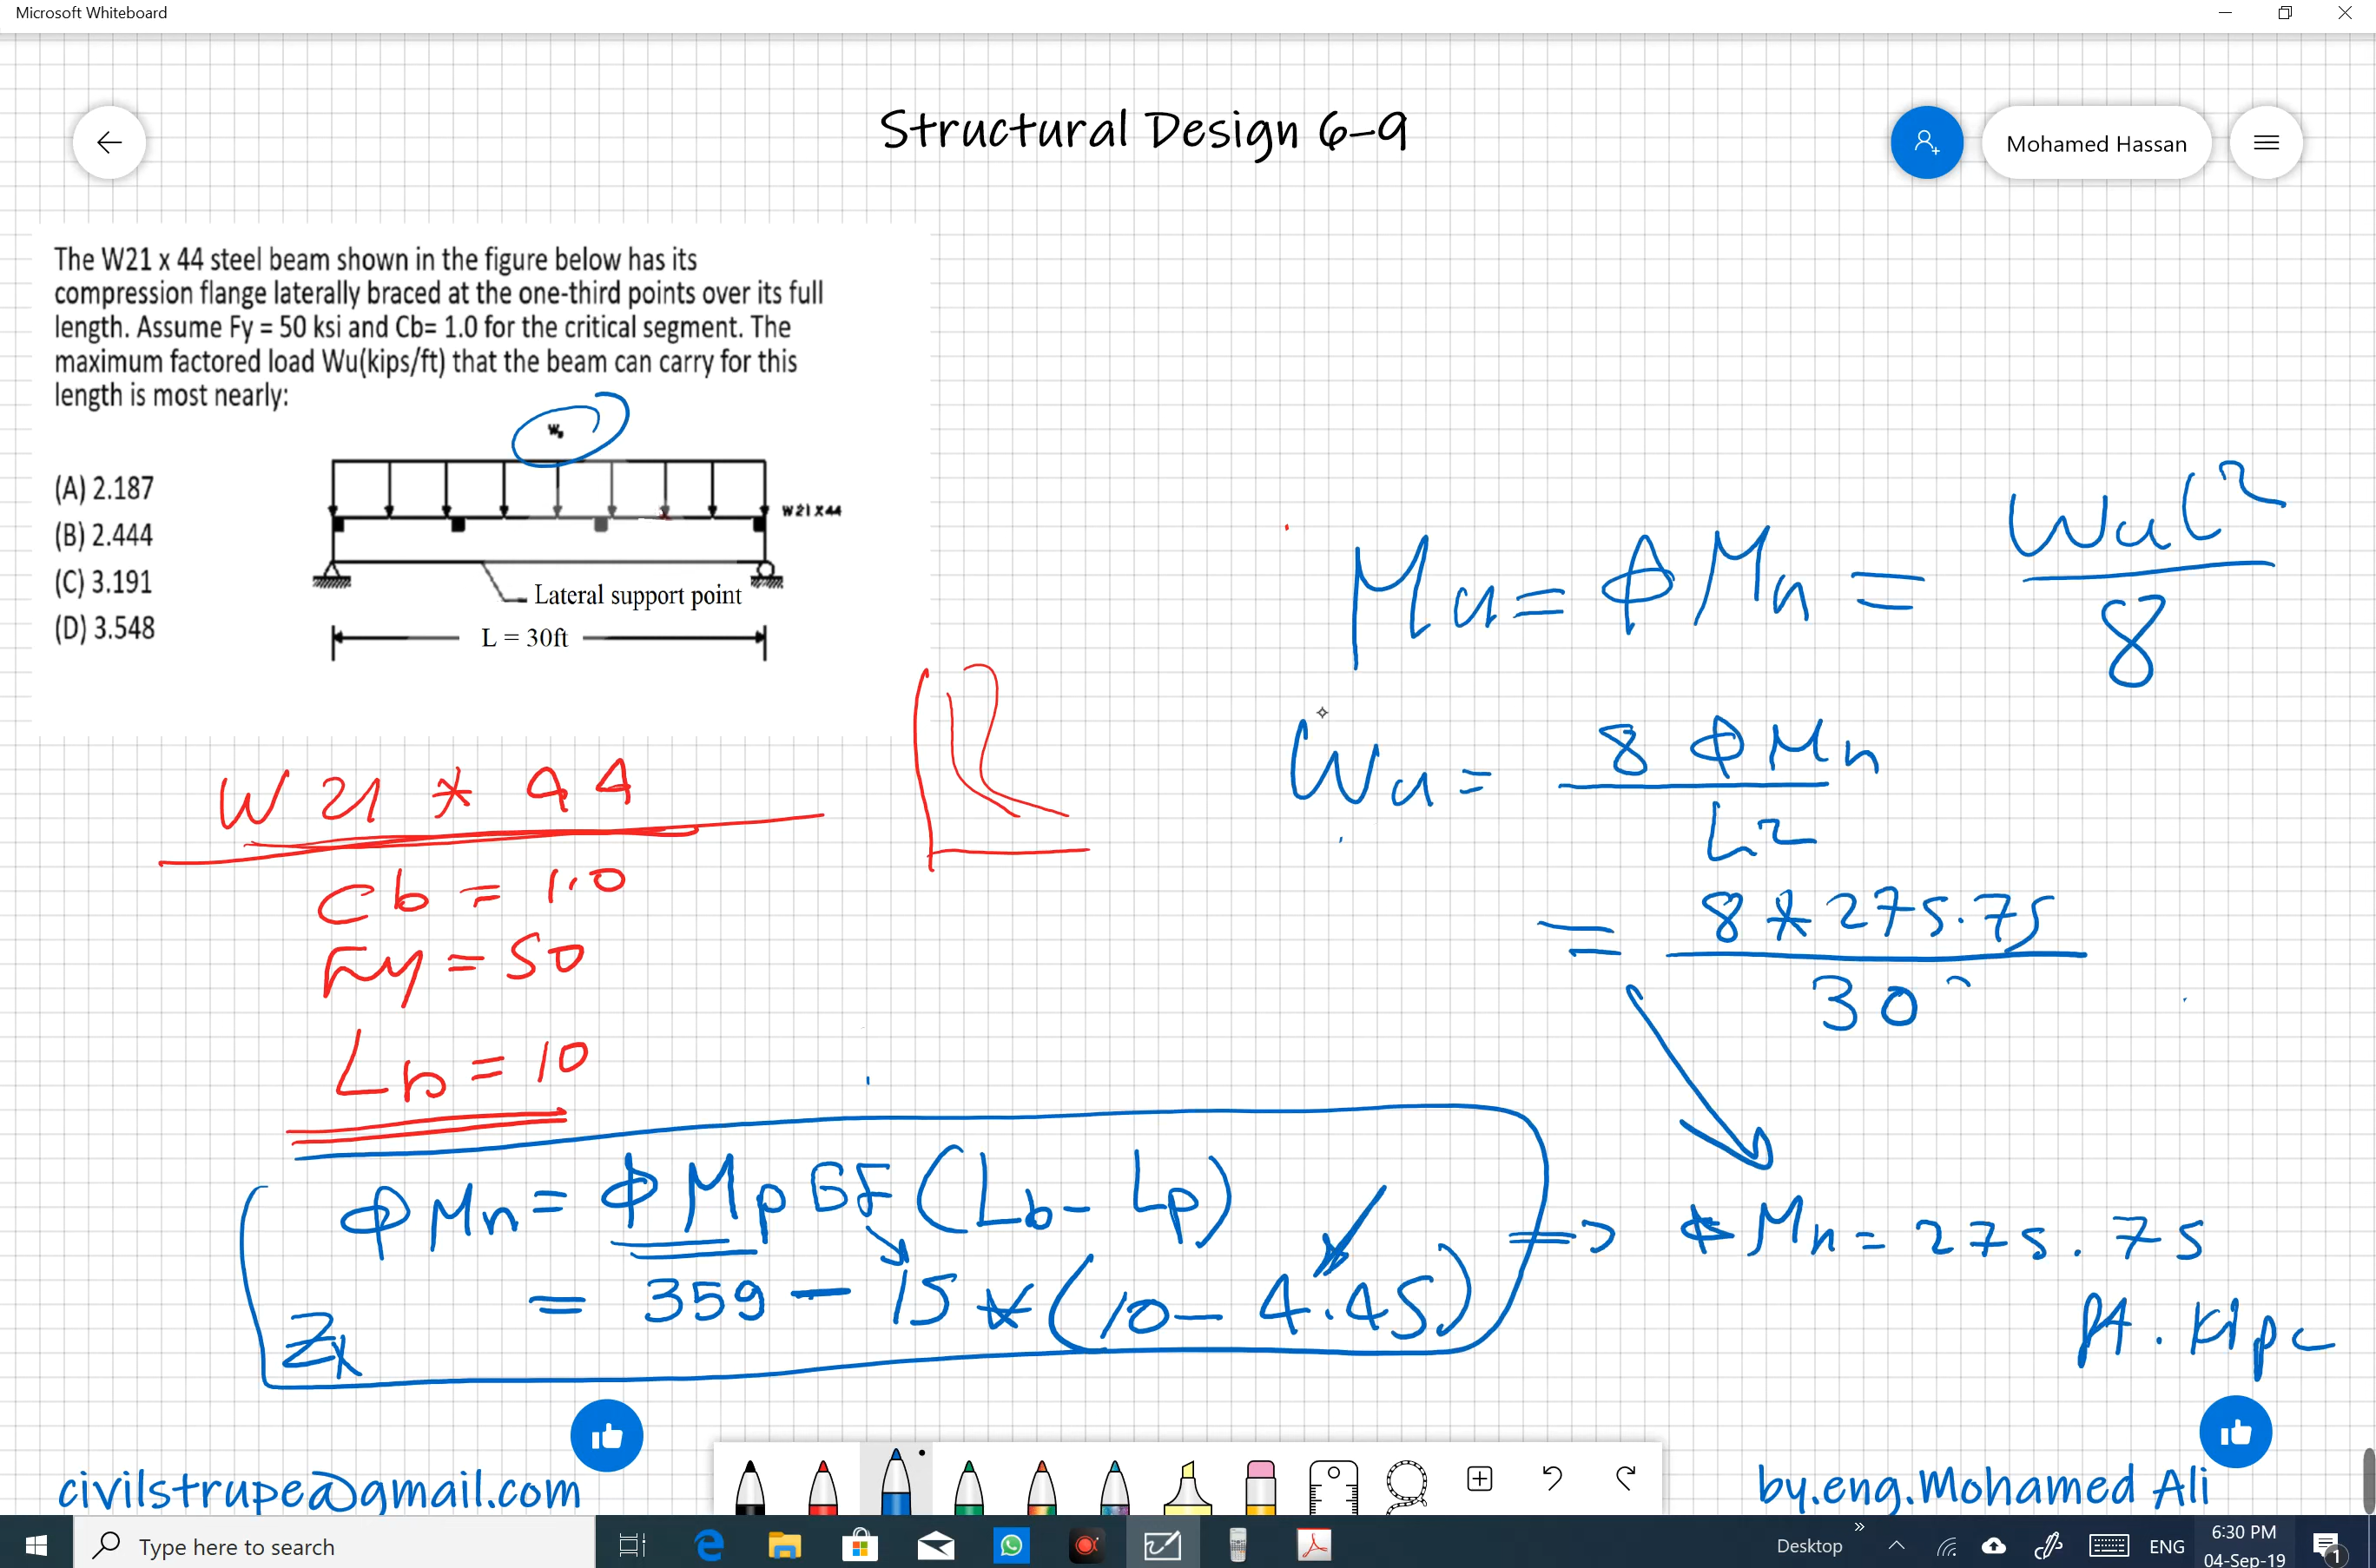 Microsoft Whiteboard
Structural Design 6-9
Mohamed Hassan
The W21 x 44 steel beam shown in the figure below has its
compression flange laterally braced at the one-third points over its full
length. Assume Fy = 50 ksi and Cb= 1.0 for the critical segment. The
maximum factored load Wu(kips/ft) that the beam can carry for this
length is most nearly:
(A) 2.187
(B) 2.444
(C) 3.191
(D) 3.548
Wu
W21X44
Lateral support point
L = 30ft
W 21 * 44
Cb = 1.0
Fy = 50
Lb = 10
Mu = ΦMn = WuL² / 8
Wu = 8 ΦMn / L2
= 8 * 275.75 / 30²
ΦMn = ΦMp BF (Lb - Lp)
= 359 - 15 * (10 - 4.45)
Zx
=> ΦMn = 275.75
ft. kips
civilstrupe@gmail.com
by.eng.Mohamed Ali
Type here to search
Desktop
ENG
6:30 PM
04-Sep-19
1